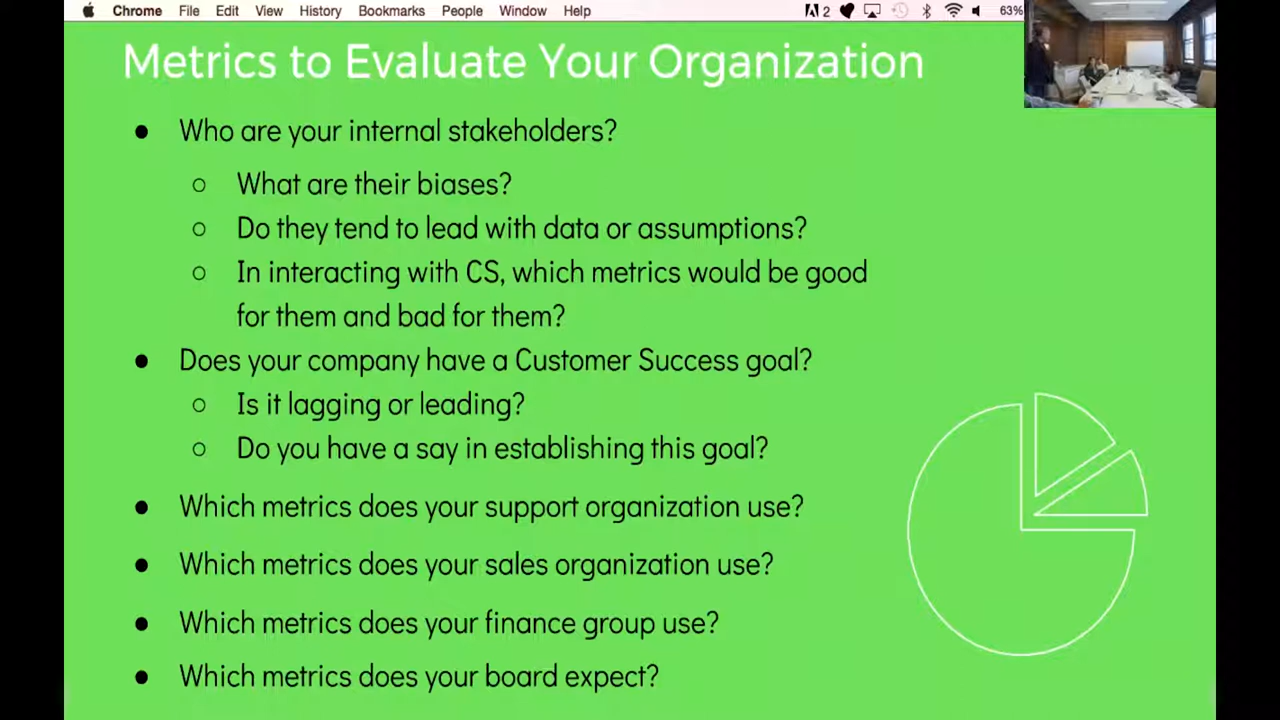 Chrome File Edit View History Bookmarks People Window Help 2 63%
Metrics to Evaluate Your Organization
● Who are your internal stakeholders?
○ What are their biases?
○ Do they tend to lead with data or assumptions?
○ In interacting with CS, which metrics would be good
for them and bad for them?
● Does your company have a Customer Success goal?
○ Is it lagging or leading?
○ Do you have a say in establishing this goal?
● Which metrics does your support organization use?
● Which metrics does your sales organization use?
● Which metrics does your finance group use?
● Which metrics does your board expect?